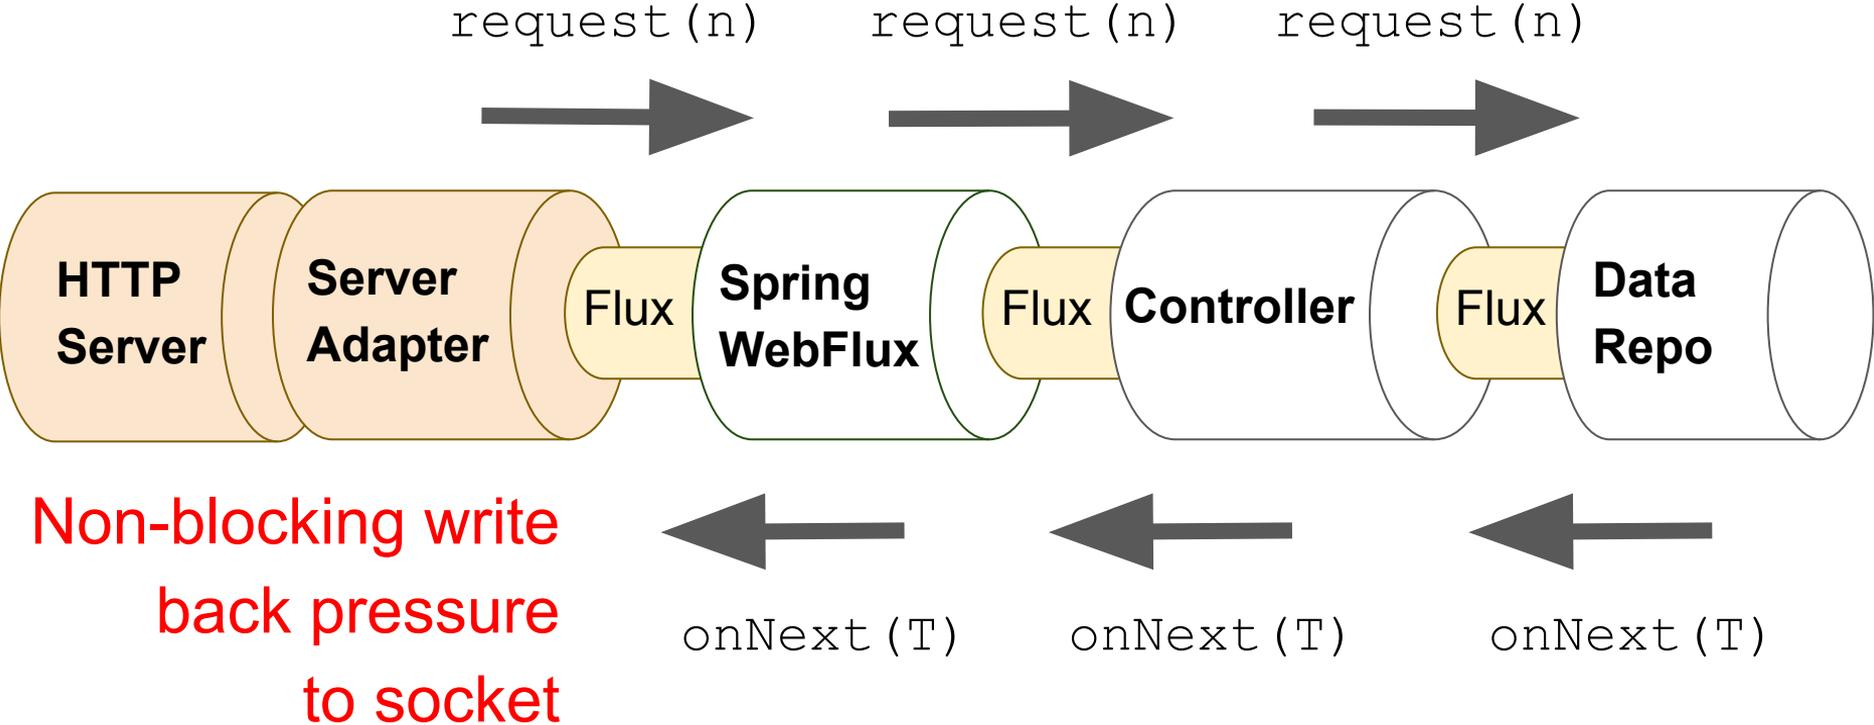 request(n) request(n) request(n)
HTTP
Server
Server
Adapter
Flux
Spring
WebFlux
Flux
Controller
Flux
Data
Repo
Non-blocking write
back pressure
to socket
onNext(T) onNext(T) onNext(T)